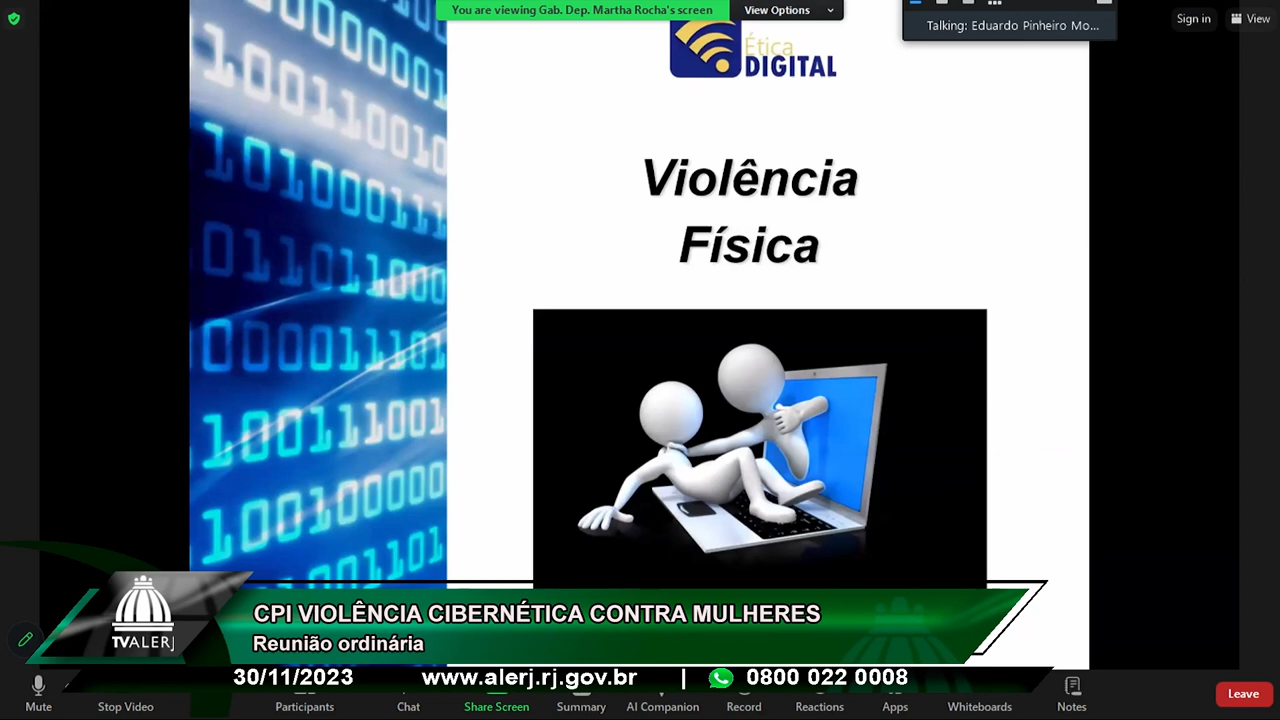 You are viewing Gab. Dep. Martha Rocha's screen
View Options
Talking: Eduardo Pinheiro Mo...
Sign in
View
Ética
DIGITAL
Violência
Física
CPI VIOLÊNCIA CIBERNÉTICA CONTRA MULHERES
Reunião ordinária
TVALERJ
30/11/2023 www.alerj.rj.gov.br | 0800 022 0008
Mute
Stop Video
Participants
Chat
Share Screen
Summary
AI Companion
Record
Reactions
Apps
Whiteboards
Notes
Leave